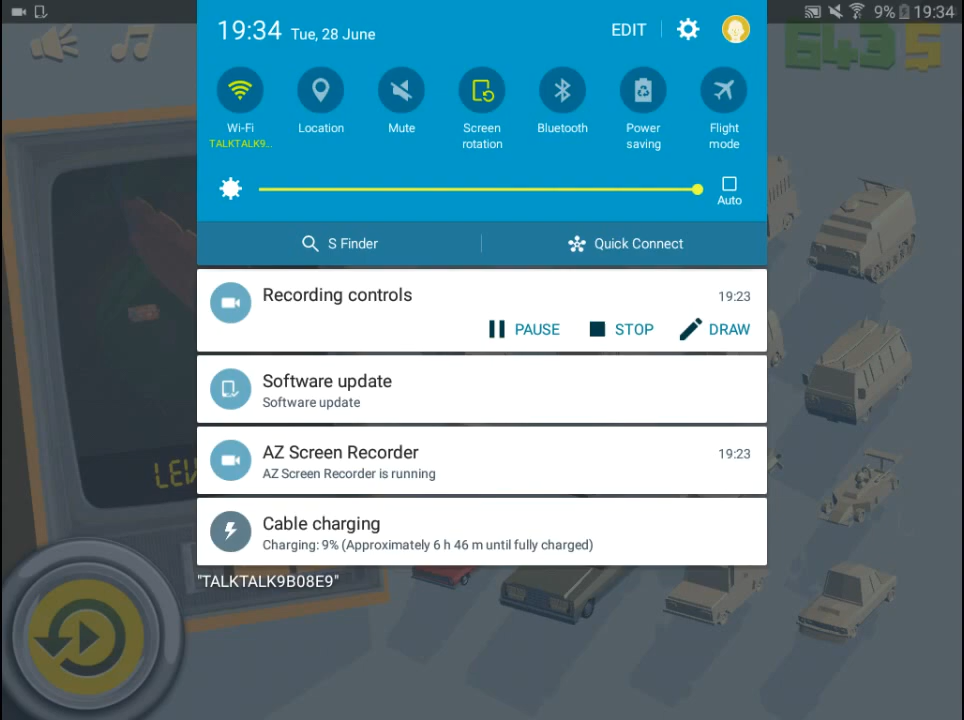 9% 19:34
19:34 Tue, 28 June
EDIT
643 5
Wi-Fi
TALKTALK9..
Location
Mute
Screen
rotation
Bluetooth
Power
saving
Flight
mode
Auto
S Finder
Quick Connect
Recording controls
19:23
PAUSE
STOP
DRAW
Software update
Software update
AZ Screen Recorder
19:23
AZ Screen Recorder is running
Cable charging
Charging: 9% (Approximately 6 h 46 m until fully charged)
"TALKTALK9B08E9"